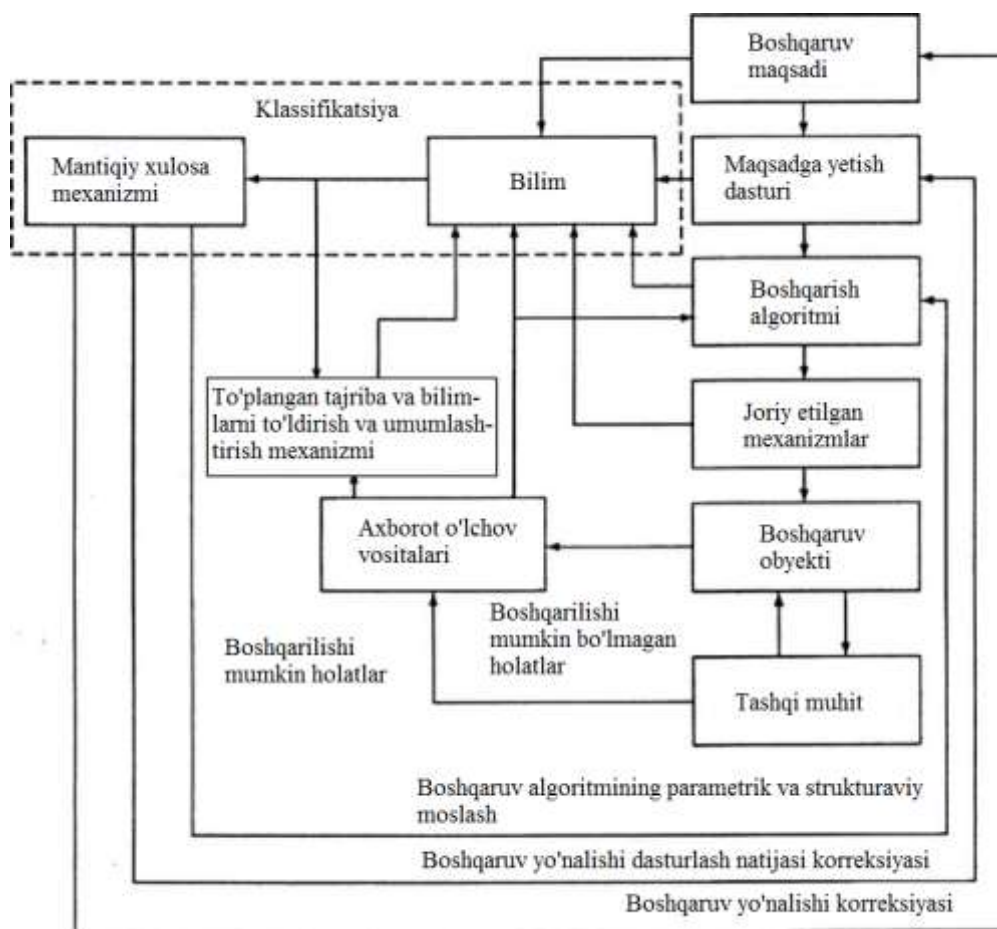 Boshqaruv
maqsadi
Klassifikatsiya
Mantiqiy xulosa
mexanizmi
Bilim
Maqsadga yetish
dasturi
Boshqarish
algoritmi
To'plangan tajriba va bilim-
larni to'ldirish va umumlash-
tirish mexanizmi
Joriy etilgan
mexanizmlar
Axborot o'lchov
vositalari
Boshqaruv
obyekti
Boshqarilishi
mumkin holatlar
Boshqarilishi
mumkin bo'lmagan
holatlar
Tashqi muhit
Boshqaruv algoritmining parametrik va strukturaviy
moslash
Boshqaruv yo'nalishi dasturlash natijasi korreksiyasi
Boshqaruv yo'nalishi korreksiyasi